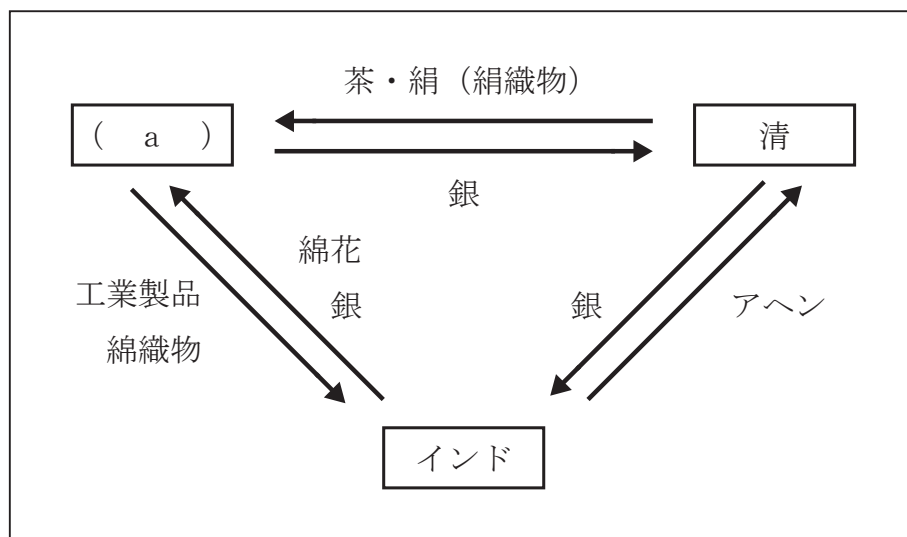 茶・絹（絹織物）
（　a　）
清
銀
綿花
工業製品
銀
銀
アヘン
綿織物
インド